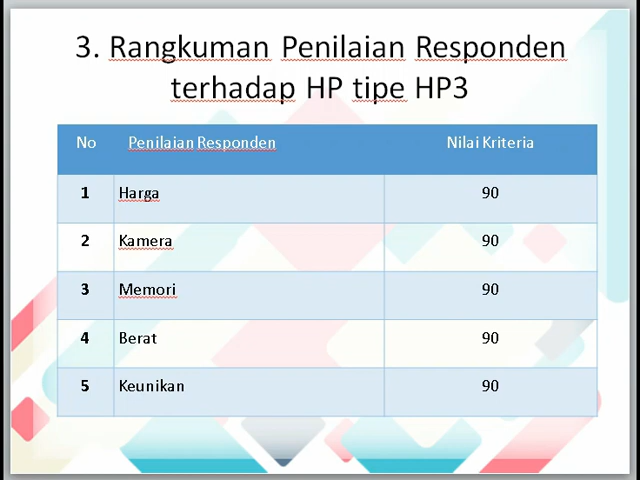 3. Rangkuman Penilaian Responden
terhadap HP tipe HP3
No Penilaian Responden Nilai Kriteria
1 Harga 90
2 Kamera 90
3 Memori 90
4 Berat 90
5 Keunikan 90